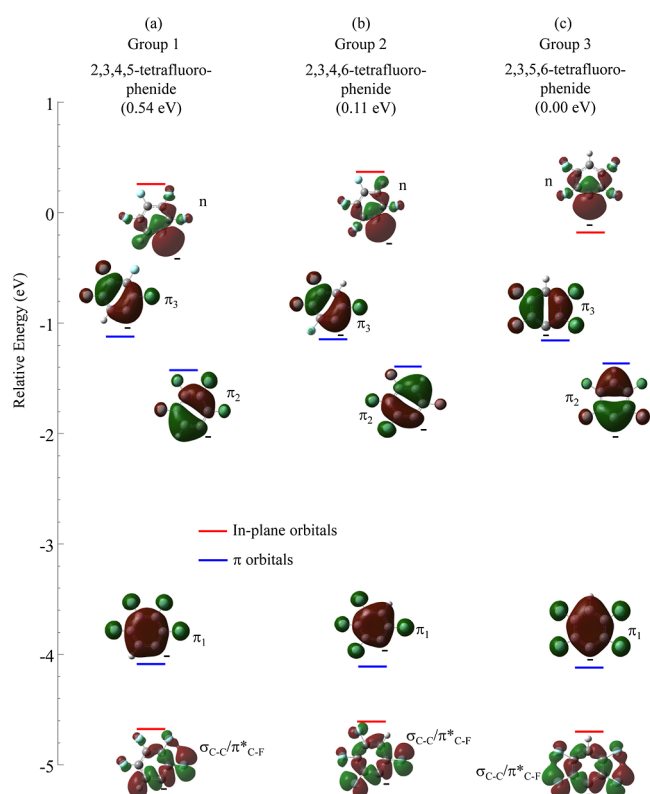 (a)
Group 1
2,3,4,5-tetrafluoro-
phenide
(0.54 eV)
(b)
Group 2
2,3,4,6-tetrafluoro-
phenide
(0.11 eV)
(c)
Group 3
2,3,5,6-tetrafluoro-
phenide
(0.00 eV)
Relative Energy (eV)
1
0
-1
-2
-3
-4
-5
n
-
n
-
n
-
π3
-
π3
-
π3
-
π2
-
π2
-
π2
-
In-plane orbitals
π orbitals
π1
-
π1
-
π1
-
σC-C/π*C-F
-
σC-C/π*C-F
-
σC-C/π*C-F
-